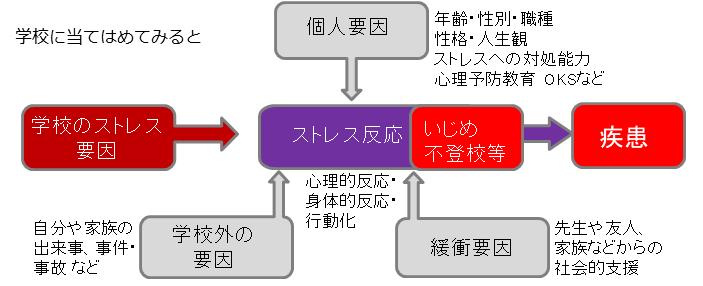 学校に当てはめてみると
個人要因
年齢・性別・職種
性格・人生観
ストレスへの対処能力
心理予防教育 OKSなど
学校のストレス
要因
ストレス反応
いじめ
不登校等
疾患
心理的反応・
身体的反応・
行動化
自分や家族の
出来事、事件・
事故 など
学校外の
要因
緩衝要因
先生や友人、
家族などからの
社会的支援